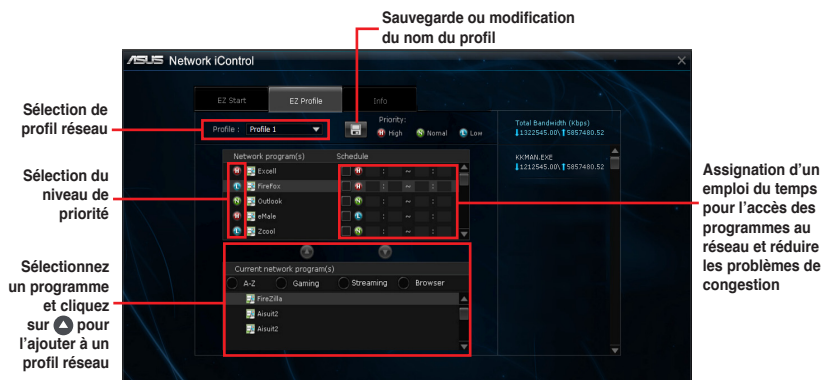 Sauvegarde ou modification
du nom du profil
ASUS Network iControl
EZ Start
EZ Profile
Info
Sélection de
profil réseau
Profile : Profile 1
Priority:
H High N Normal L Low
Total Bandwidth (Kbps)
1322545.00\ 5857480.52
Network program(s) Schedule
KKMAN.EXE
1212545.00\ 5857480.52
Sélection du
niveau de
priorité
H Excell H : ~ :
L FireFox H : ~ :
N Outlook N : ~ :
H eMale L : ~ :
L Zcool N : ~ :
Assignation d'un
emploi du temps
pour l'accès des
programmes au
réseau et réduire
les problèmes de
congestion
Sélectionnez
un programme
et cliquez
sur pour
l'ajouter à un
profil réseau
Current network program(s)
A-Z Gaming Streaming Browser
FireZilla
Aisuit2
Aisuit2